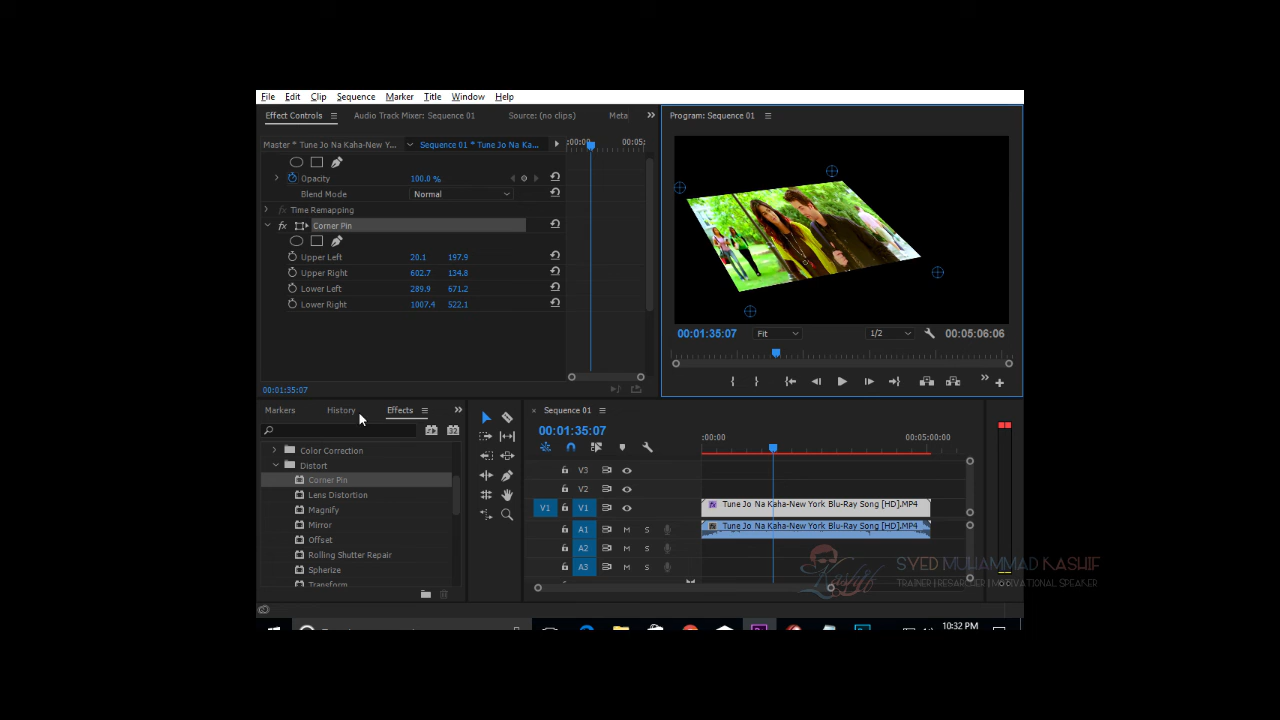 File Edit Clip Sequence Marker Title Window Help
Effect Controls Audio Track Mixer: Sequence 01 Source: (no clips) Meta
Program: Sequence 01
Master * Tune Jo Na Kaha-New Y... Sequence 01 * Tune Jo Na Ka...
:00:00 00:05:
Opacity 100.0 %
Blend Mode Normal
Time Remapping
fx Corner Pin
Upper Left 20.1 197.9
Upper Right 602.7 134.8
Lower Left 289.9 671.2
Lower Right 1007.4 522.1
00:01:35:07
00:01:35:07 Fit 1/2 00:05:06:06
Markers History Effects
Color Correction
Distort
Corner Pin
Lens Distortion
Magnify
Mirror
Offset
Rolling Shutter Repair
Spherize
Transform
Sequence 01
00:01:35:07
:00:00 00:05:00:00
V3
V2
V1 V1 Tune Jo Na Kaha-New York Blu-Ray Song [HD].MP4
A1 M S Tune Jo Na Kaha-New York Blu-Ray Song [HD].MP4
A2 M S
A3 M S
Kashif
SYED MUHAMMAD KASHIF
TRAINER | RESARCHER | MOTIVATIONAL SPEAKER
10:32 PM